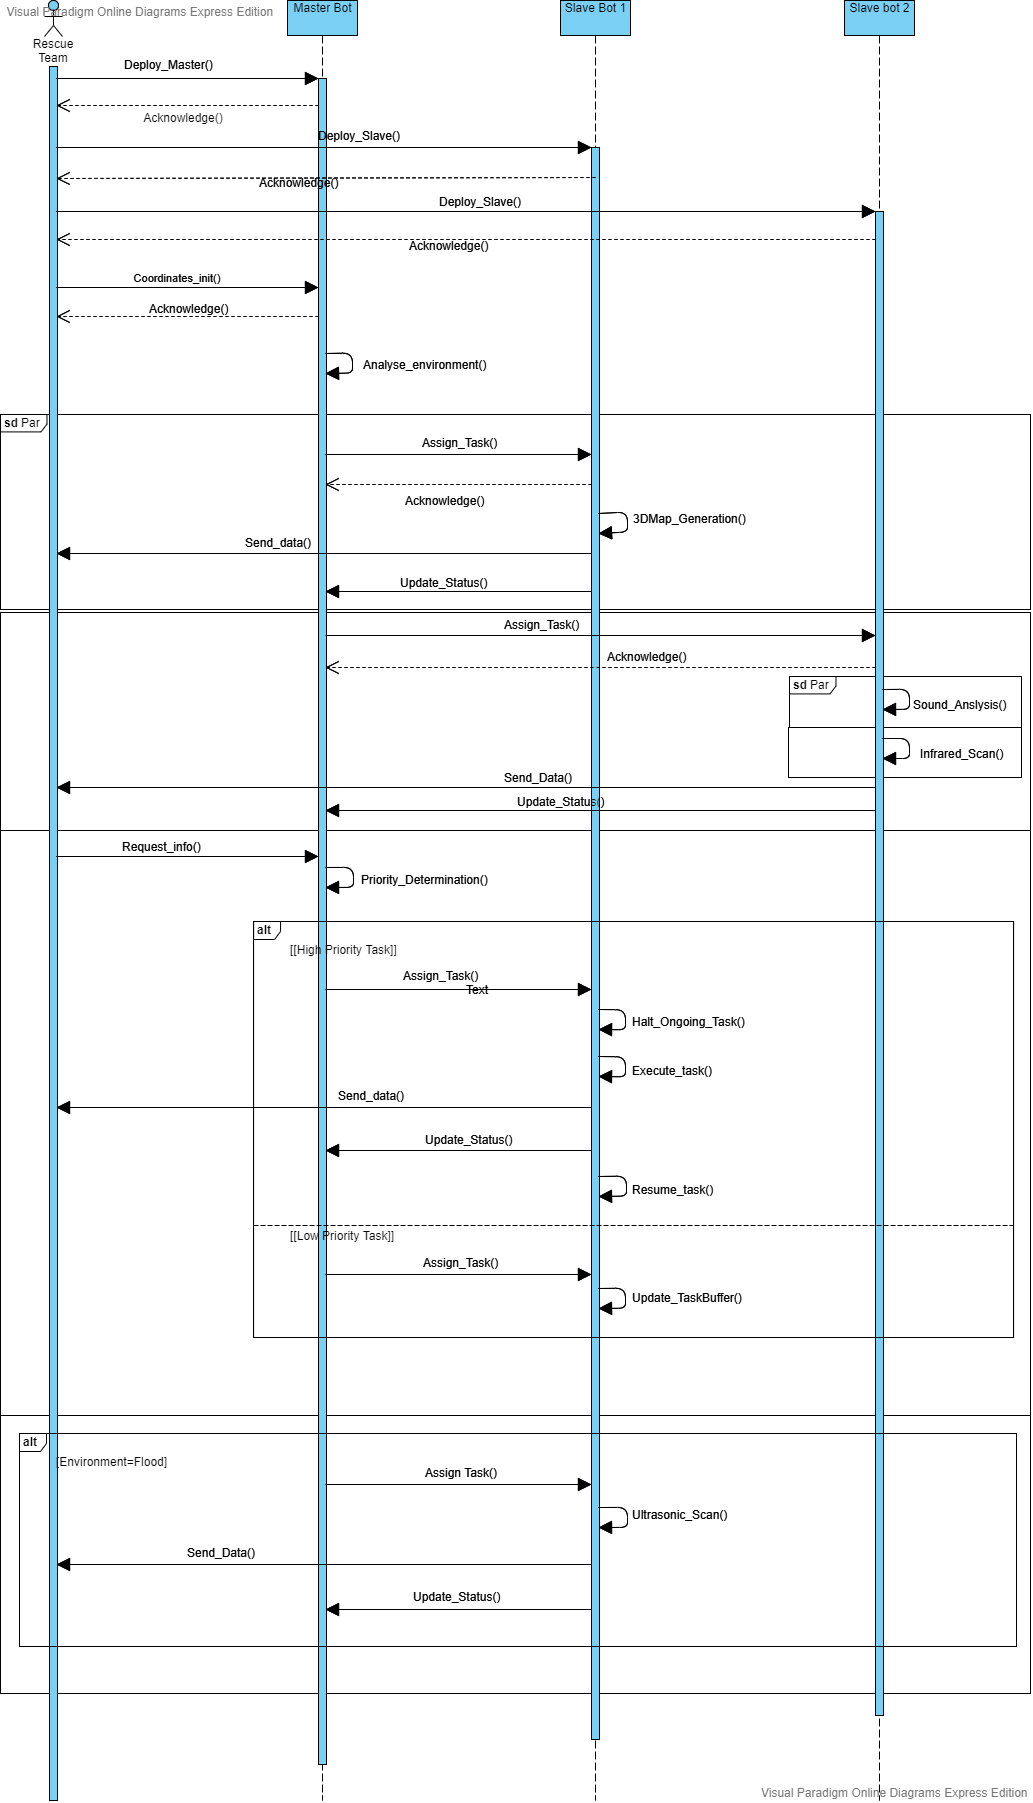 Visual Paradigm Online Diagrams Express Edition
Master Bot
Slave Bot 1
Slave bot 2
Rescue
Team
Deploy_Master()
Acknowledge()
Deploy_Slave()
Acknowledge()
Deploy_Slave()
Acknowledge()
Coordinates_init()
Acknowledge()
Analyse_environment()
sd Par
Assign_Task()
Acknowledge()
3DMap_Generation()
Send_data()
Update_Status()
Assign_Task()
Acknowledge()
sd Par
Sound_Anslysis()
Infrared_Scan()
Send_Data()
Update_Status()
Request_info()
Priority_Determination()
alt
[[High Priority Task]]
Assign_Task()
Text
Halt_Ongoing_Task()
Execute_task()
Send_data()
Update_Status()
Resume_task()
[[Low Priority Task]]
Assign_Task()
Update_TaskBuffer()
alt
[Environment=Flood]
Assign Task()
Ultrasonic_Scan()
Send_Data()
Update_Status()
Visual Paradigm Online Diagrams Express Edition